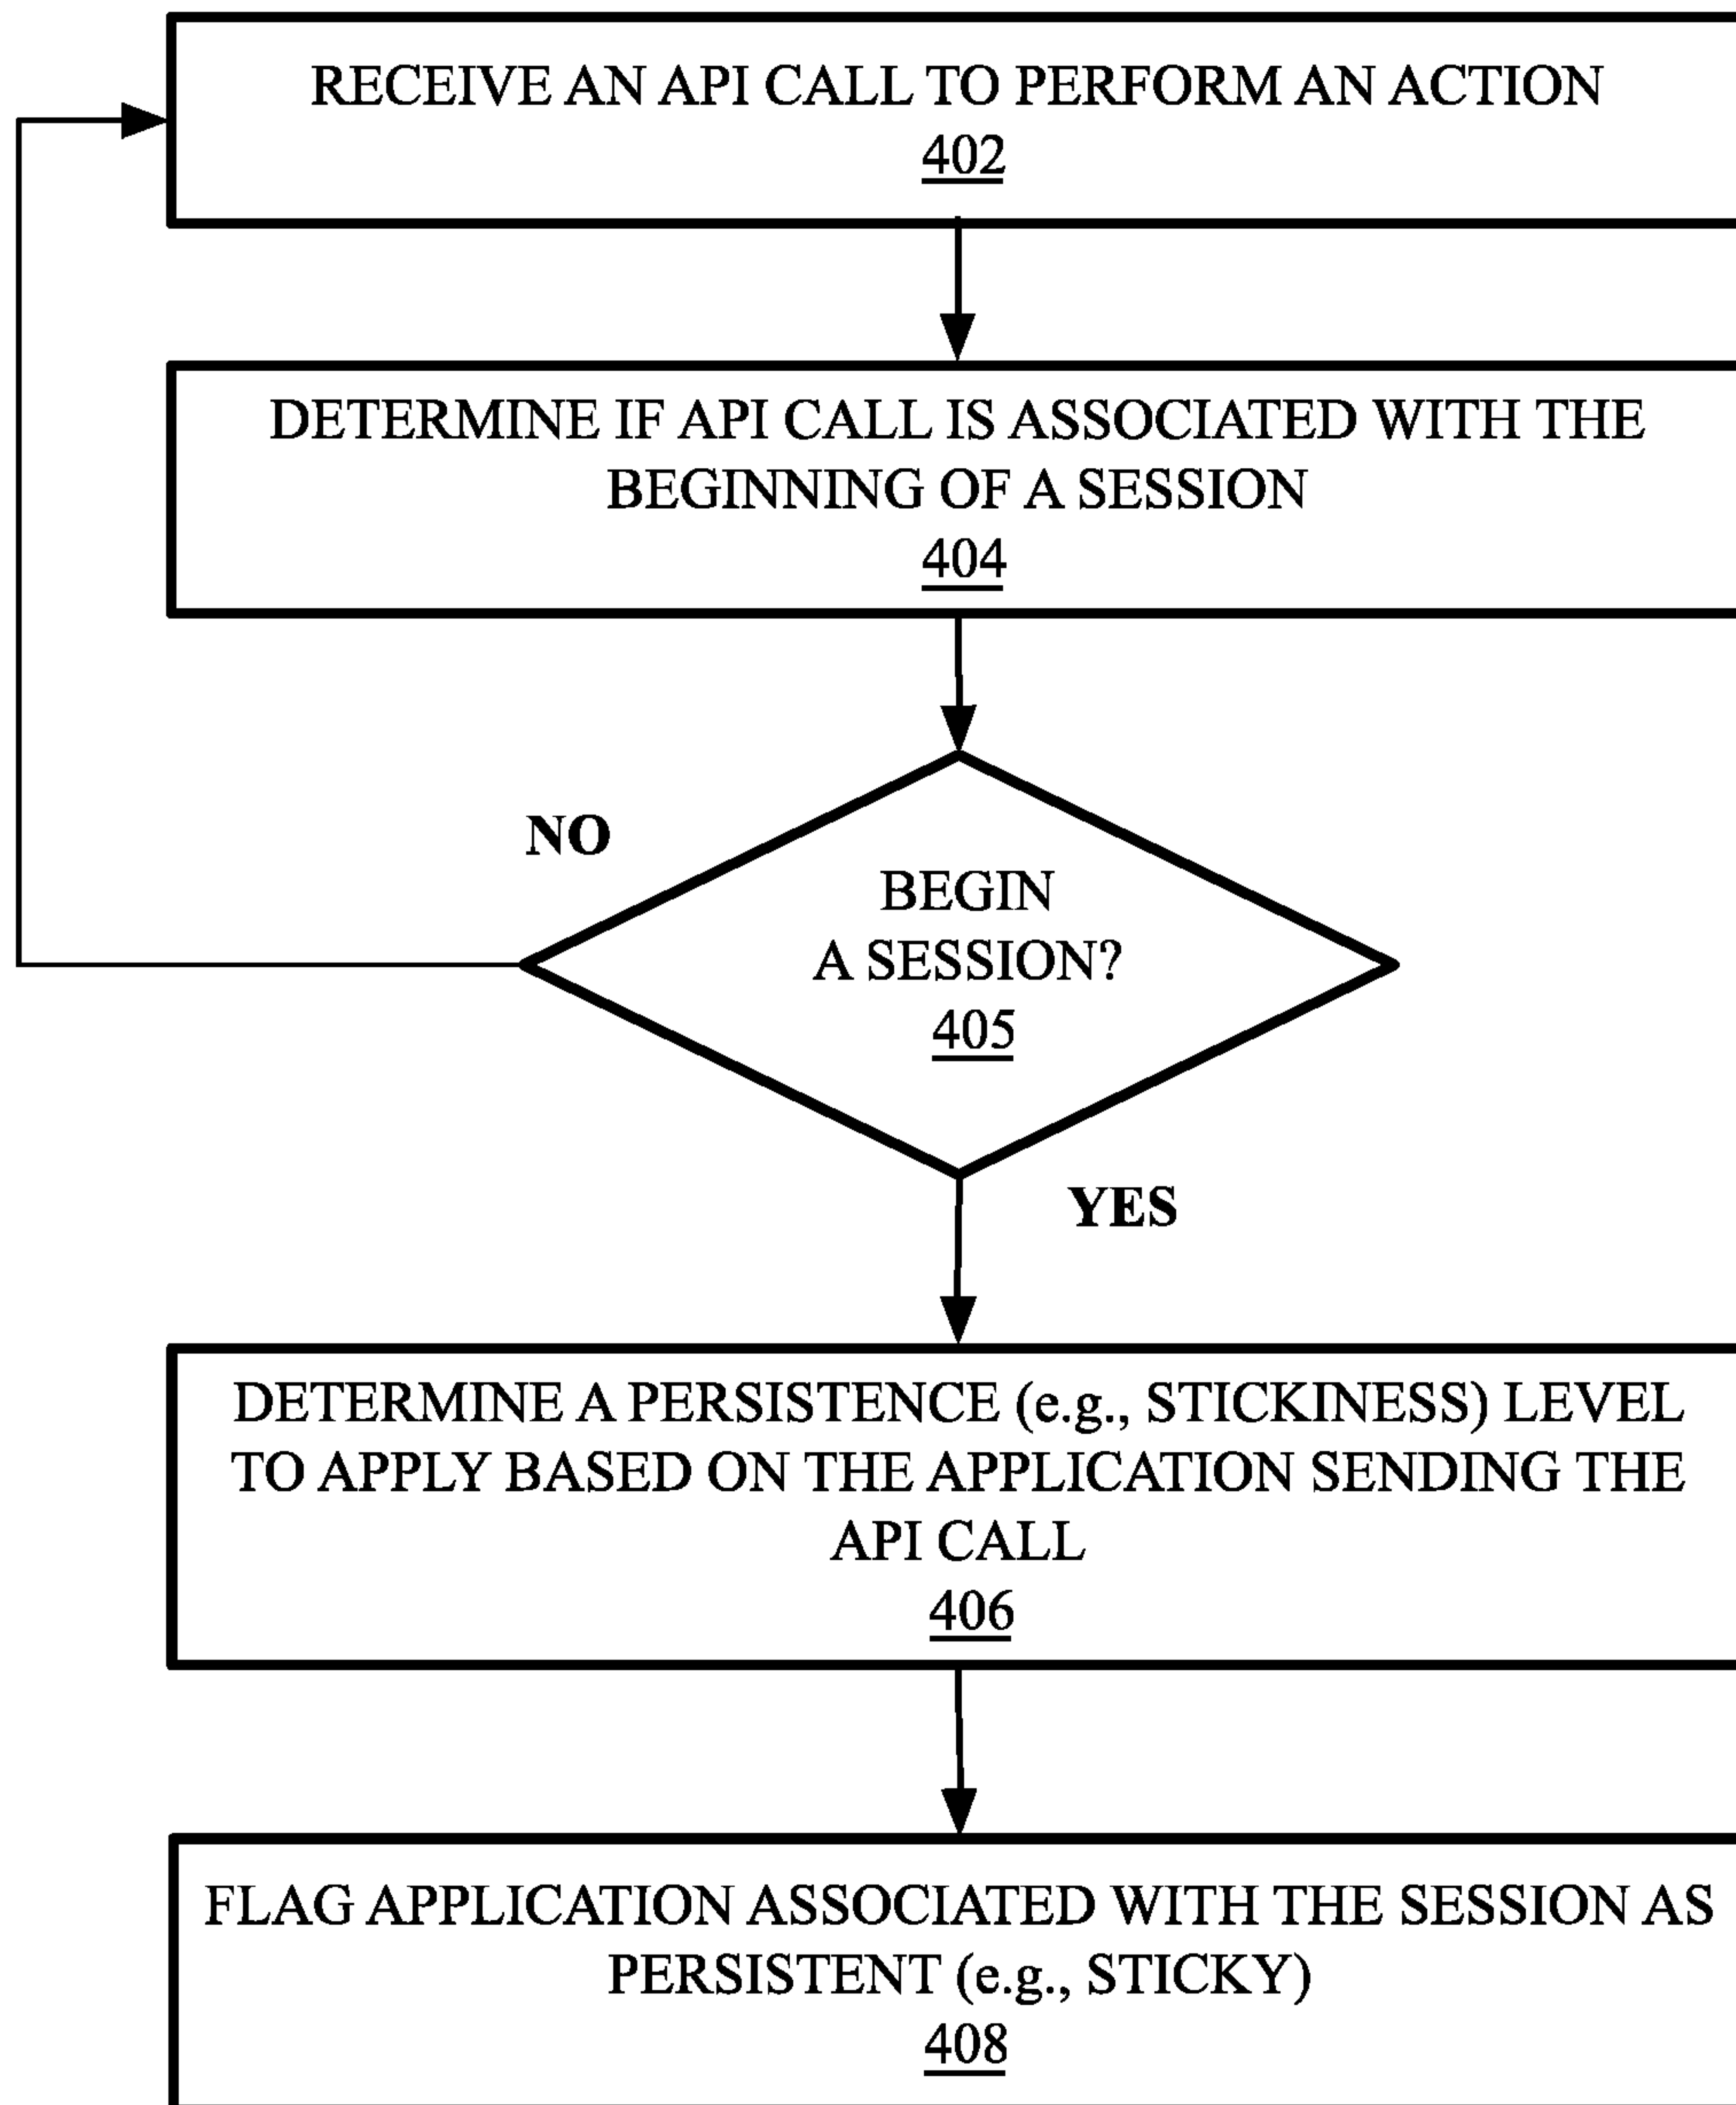 RECEIVE AN API CALL TO PERFORM AN ACTION
402
DETERMINE IF API CALL IS ASSOCIATED WITH THE
BEGINNING OF A SESSION
404
NO
BEGIN
A SESSION?
405
YES
DETERMINE A PERSISTENCE (e.g., STICKINESS) LEVEL
TO APPLY BASED ON THE APPLICATION SENDING THE
API CALL
406
FLAG APPLICATION ASSOCIATED WITH THE SESSION AS
PERSISTENT (e.g., STICKY)
408